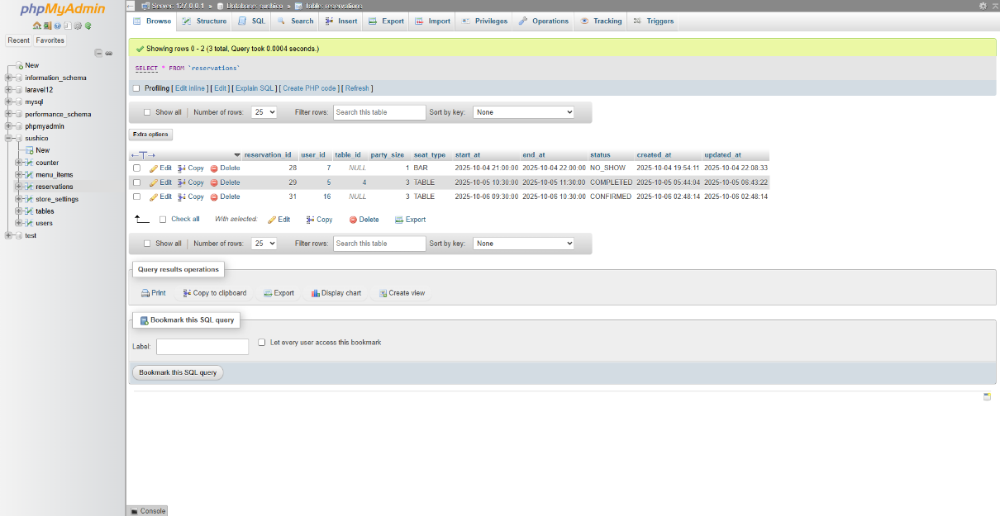 phpMyAdmin
Recent Favorites
New
information_schema
laravel12
mysql
performance_schema
phpmyadmin
sushico
New
counter
menu_items
reservations
store_settings
tables
users
test
Server: 127.0.0.1 » Database: sushico » Table: reservations
Browse Structure SQL Search Insert Export Import Privileges Operations Tracking Triggers
Showing rows 0 - 2 (3 total, Query took 0.0004 seconds.)
SELECT * FROM `reservations`
Profiling [ Edit inline ] [ Edit ] [ Explain SQL ] [ Create PHP code ] [ Refresh ]
Show all Number of rows: 25 Filter rows: Search this table Sort by key: None
Extra options
←T→ reservation_id user_id table_id party_size seat_type start_at end_at status created_at updated_at
Edit Copy Delete 28 7 NULL 1 BAR 2025-10-04 21:00:00 2025-10-04 22:00:00 NO_SHOW 2025-10-04 19:54:11 2025-10-04 22:08:33
Edit Copy Delete 29 5 4 3 TABLE 2025-10-05 10:30:00 2025-10-05 11:30:00 COMPLETED 2025-10-05 05:44:04 2025-10-05 06:43:22
Edit Copy Delete 31 16 NULL 3 TABLE 2025-10-06 09:30:00 2025-10-06 10:30:00 CONFIRMED 2025-10-06 02:48:14 2025-10-06 02:48:14
Check all With selected: Edit Copy Delete Export
Show all Number of rows: 25 Filter rows: Search this table Sort by key: None
Query results operations
Print Copy to clipboard Export Display chart Create view
Bookmark this SQL query
Label: Let every user access this bookmark
Bookmark this SQL query
Console